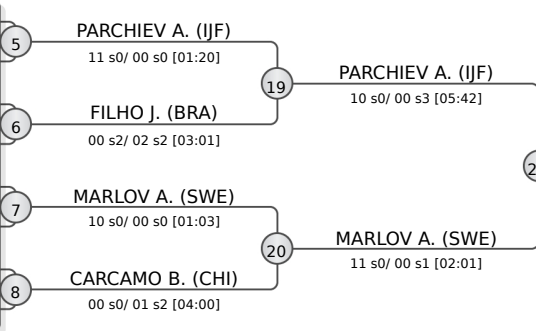 5
PARCHIEV A. (IJF)
11 s0/ 00 s0 [01:20]
19
PARCHIEV A. (IJF)
10 s0/ 00 s3 [05:42]
6
FILHO J. (BRA)
00 s2/ 02 s2 [03:01]
7
MARLOV A. (SWE)
10 s0/ 00 s0 [01:03]
20
MARLOV A. (SWE)
11 s0/ 00 s1 [02:01]
8
CARCAMO B. (CHI)
00 s0/ 01 s2 [04:00]